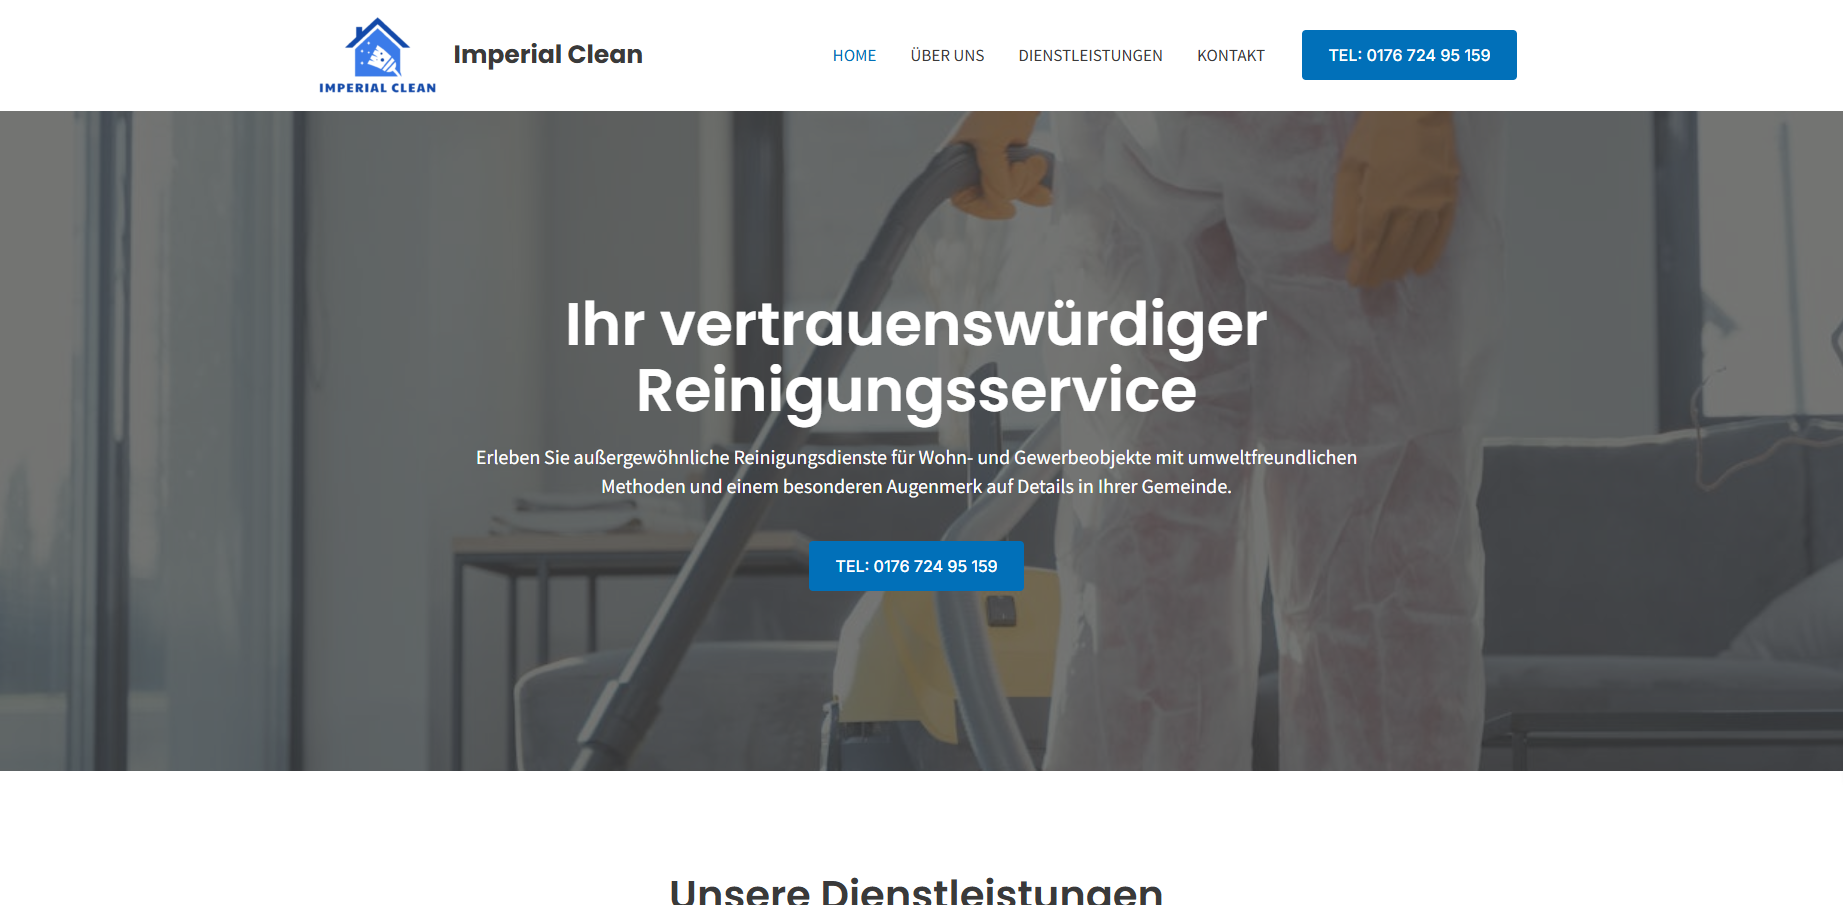 IMPERIAL CLEAN
Imperial Clean
HOME
ÜBER UNS
DIENSTLEISTUNGEN
KONTAKT
TEL: 0176 724 95 159
Ihr vertrauenswürdiger
Reinigungsservice
Erleben Sie außergewöhnliche Reinigungsdienste für Wohn- und Gewerbeobjekte mit umweltfreundlichen
Methoden und einem besonderen Augenmerk auf Details in Ihrer Gemeinde.
TEL: 0176 724 95 159
Unsere Dienstleistungen